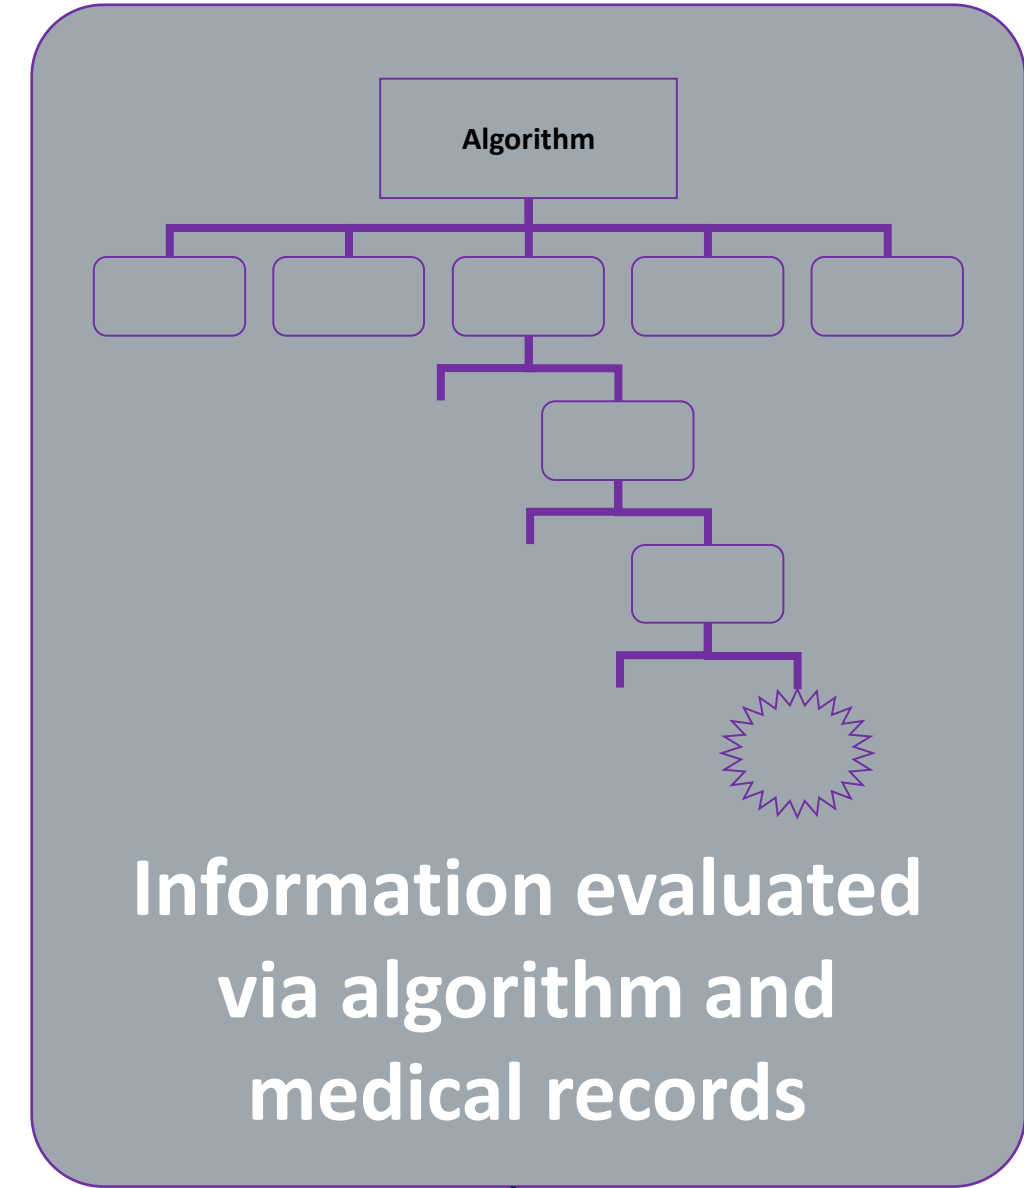 Algorithm
Information evaluated
via algorithm and
medical records